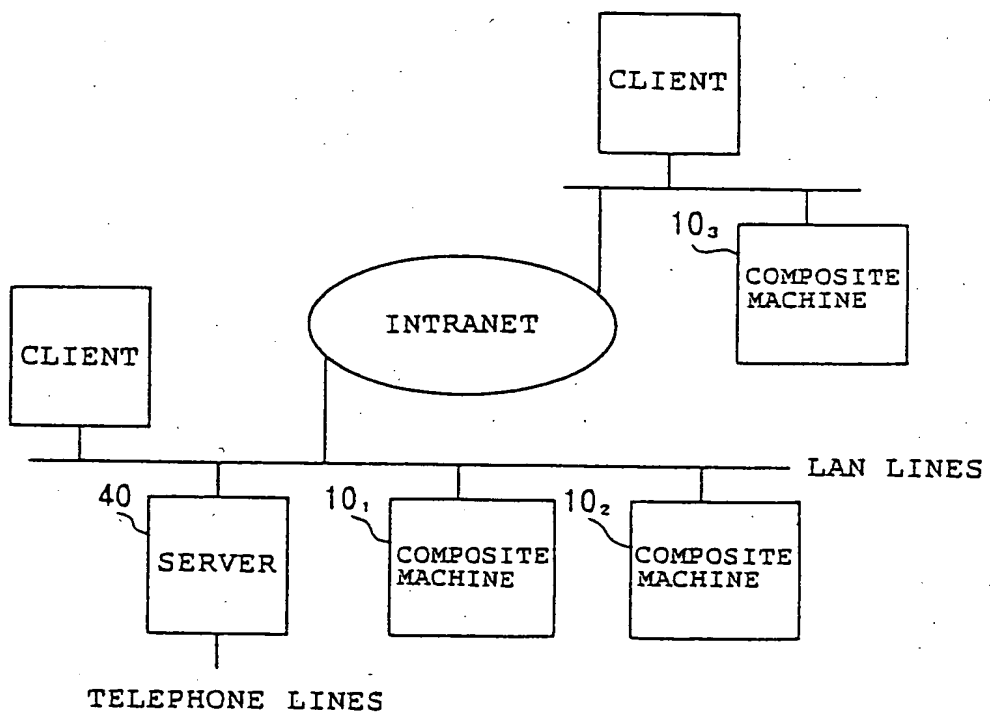 CLIENT
10₃
COMPOSITE
MACHINE
INTRANET
CLIENT
LAN LINES
40
SERVER
10₁
COMPOSITE
MACHINE
10₂
COMPOSITE
MACHINE
TELEPHONE LINES